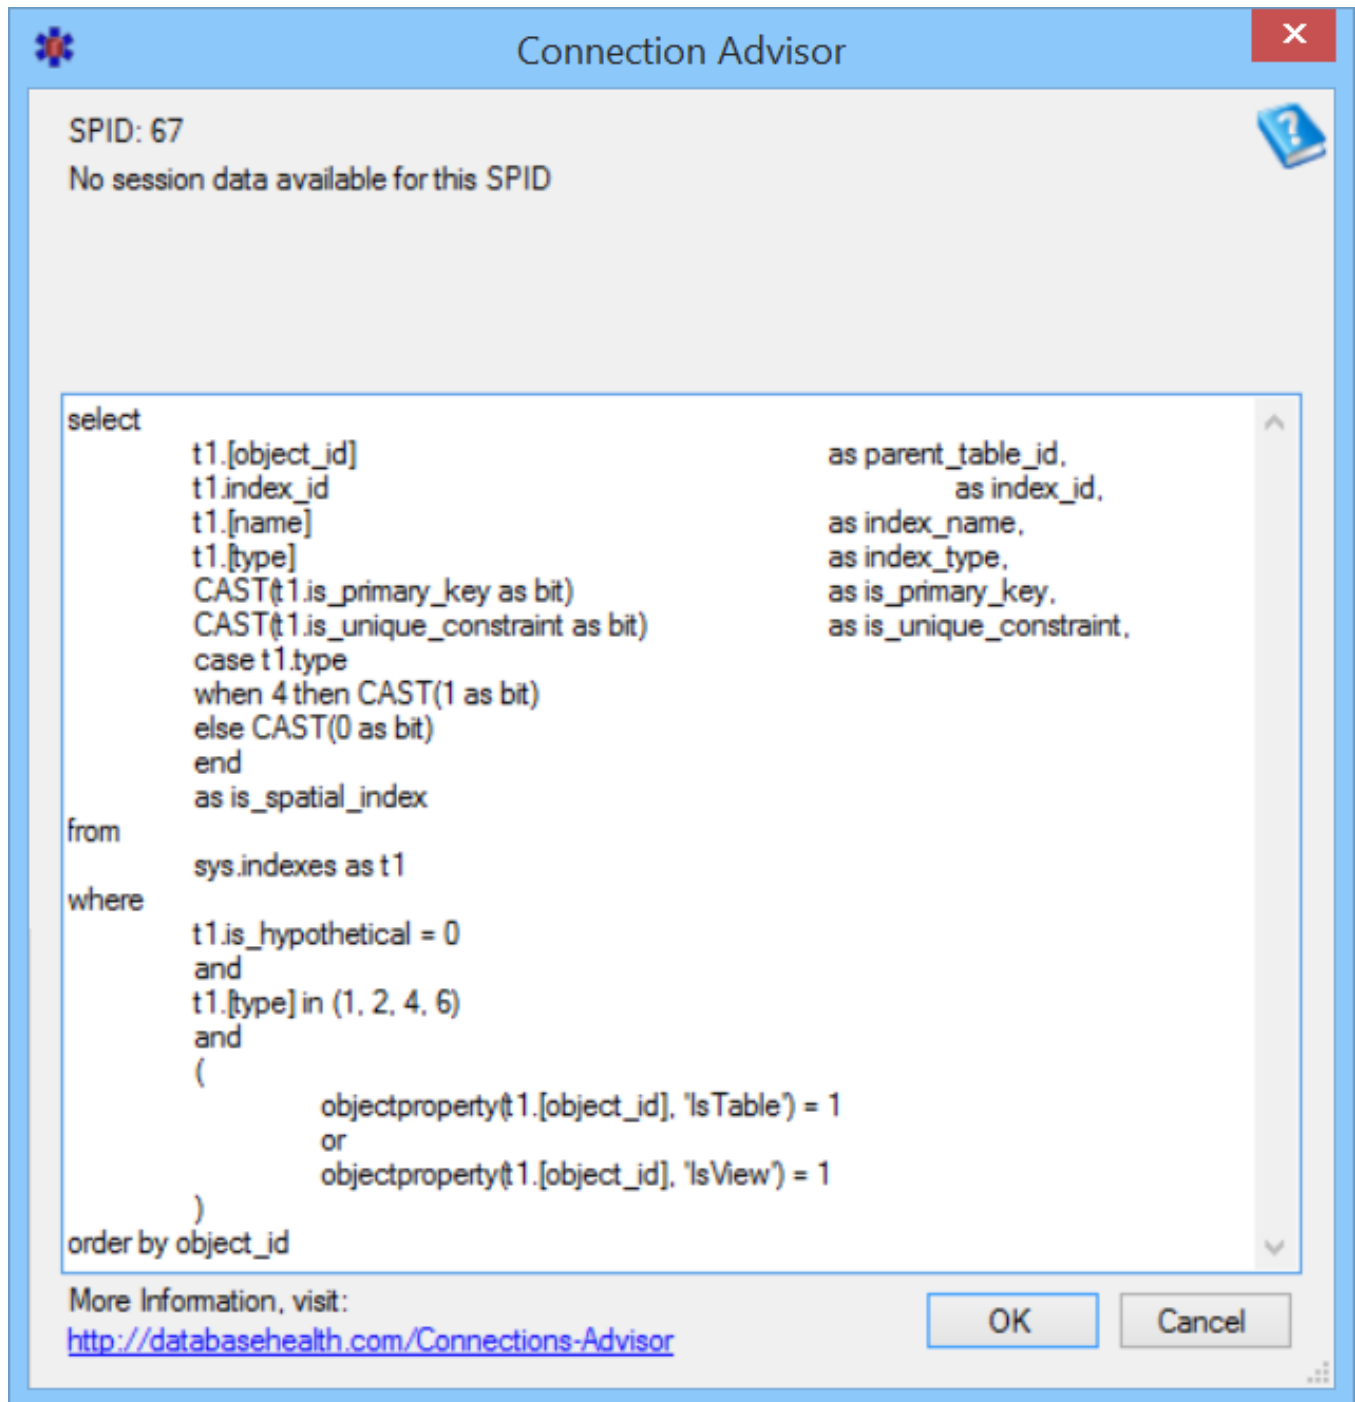 Connection Advisor
SPID: 67
No session data available for this SPID
select
t1.[object_id] as parent_table_id,
t1.index_id as index_id,
t1.[name] as index_name,
t1.[type] as index_type,
CAST(t1.is_primary_key as bit) as is_primary_key,
CAST(t1.is_unique_constraint as bit) as is_unique_constraint,
case t1.type
when 4 then CAST(1 as bit)
else CAST(0 as bit)
end
as is_spatial_index
from
sys.indexes as t1
where
t1.is_hypothetical = 0
and
t1.[type] in (1, 2, 4, 6)
and
(
objectproperty(t1.[object_id], 'IsTable') = 1
or
objectproperty(t1.[object_id], 'IsView') = 1
)
order by object_id
More Information, visit:
http://databasehealth.com/Connections-Advisor
OK Cancel